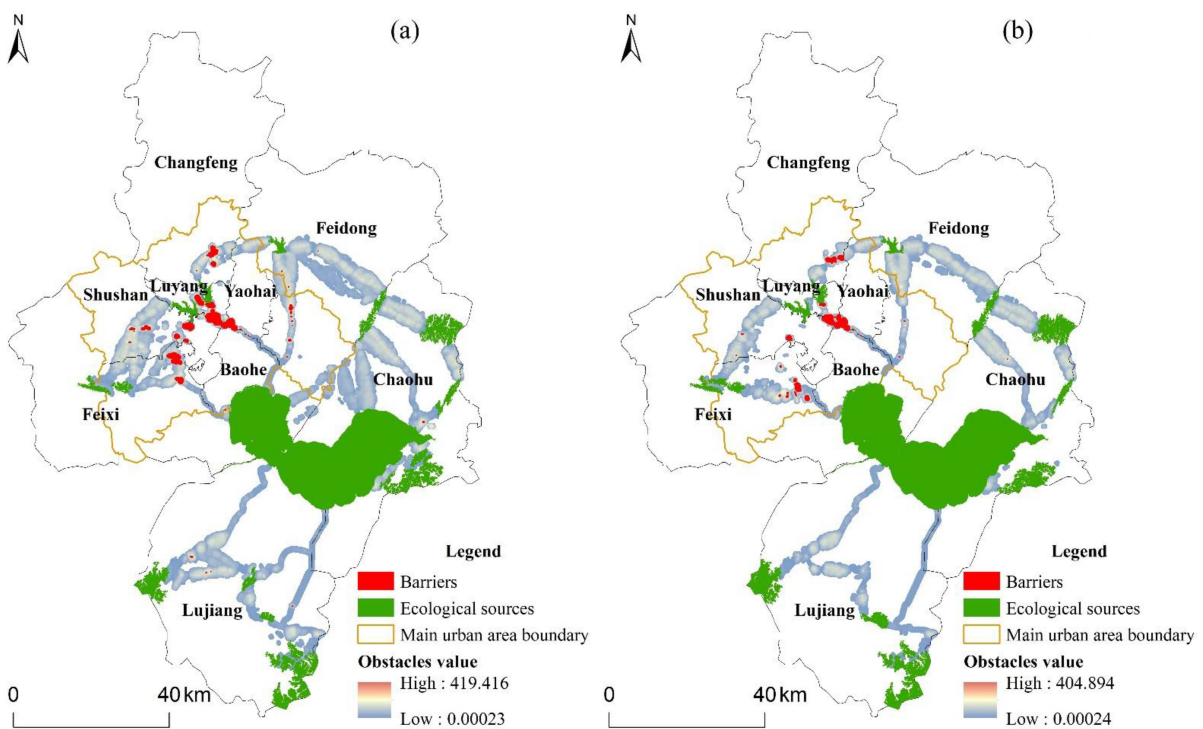 N
(a)
Changfeng
Feidong
Shushan
Luyang
Yaohai
Baohe
Chaohu
Feixi
Lujiang
Legend
Barriers
Ecological sources
Main urban area boundary
Obstacles value
High : 419.416
Low : 0.00023
0
40 km
N
(b)
Changfeng
Feidong
Shushan
Luyang
Yaohai
Baohe
Chaohu
Feixi
Lujiang
Legend
Barriers
Ecological sources
Main urban area boundary
Obstacles value
High : 404.894
Low : 0.00024
0
40 km